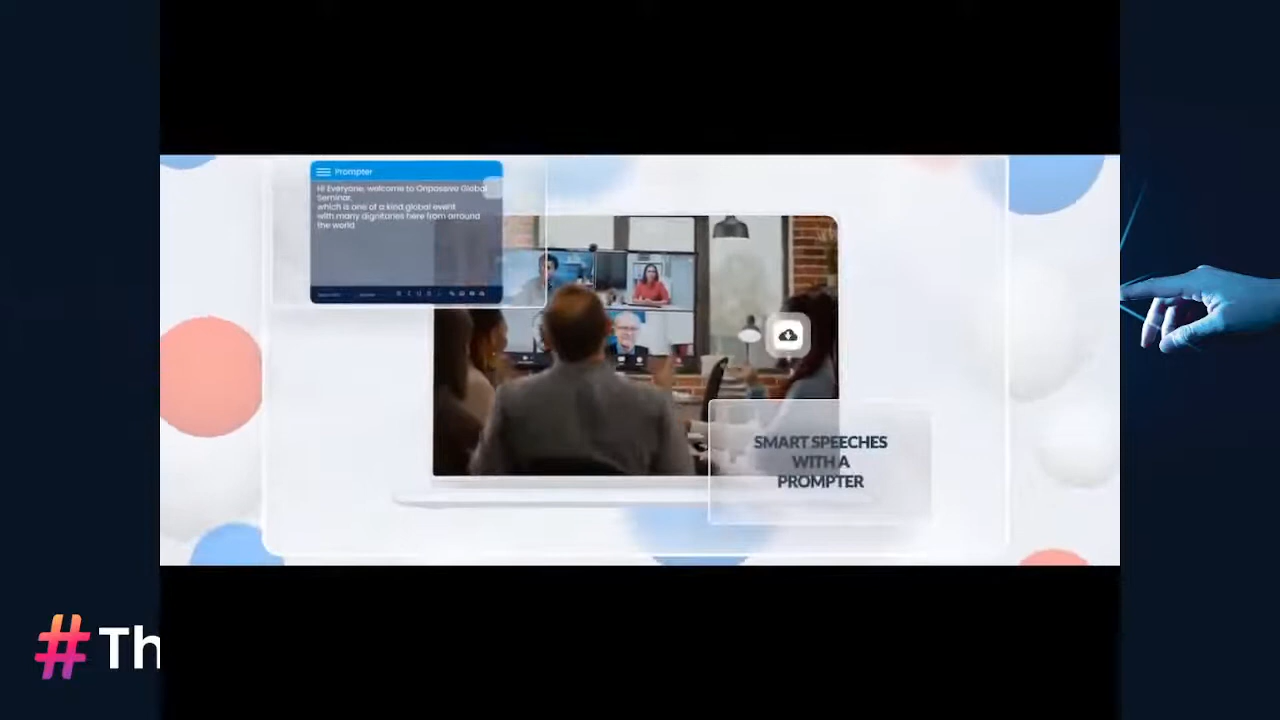 Prompter
Hi Everyone, welcome to Onpassive Global
Seminar,
which is one of a kind global event
with many dignitaries here from arround
the world
SMART SPEECHES
WITH A
PROMPTER
#Th